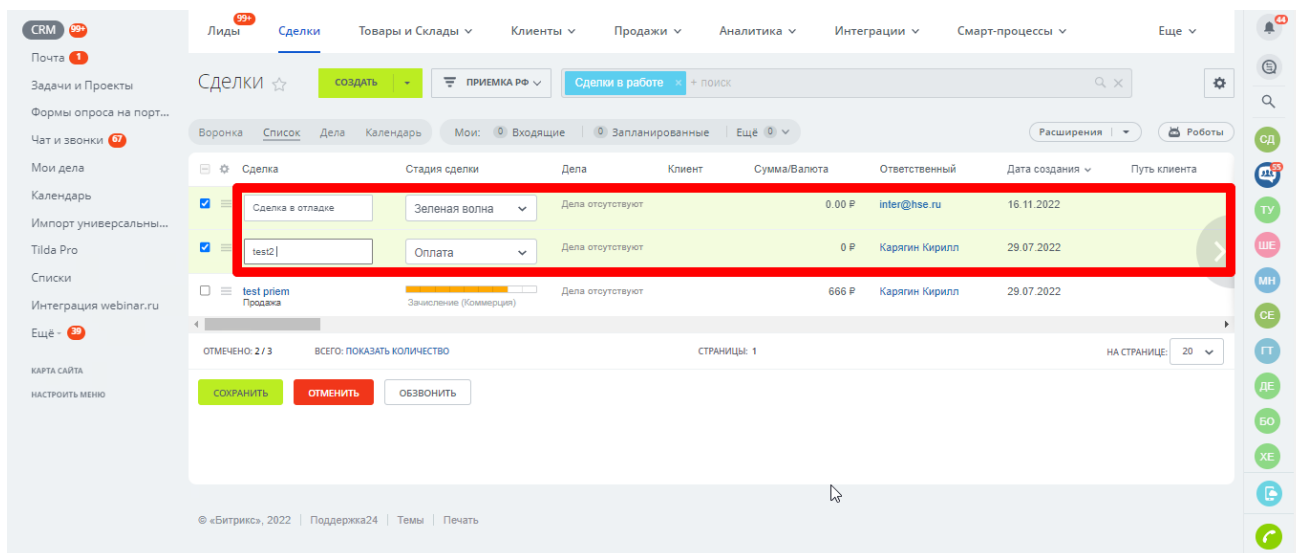 CRM 99+
Почта 1
Задачи и Проекты
Формы опроса на порт...
Чат и звонки 67
Мои дела
Календарь
Импорт универсальны...
Tilda Pro
Списки
Интеграция webinar.ru
Ещё - 39
КАРТА САЙТА
НАСТРОИТЬ МЕНЮ
Лиды 99+ Сделки Товары и Склады Клиенты Продажи Аналитика Интеграции Смарт-процессы Еще
Сделки СОЗДАТЬ ПРИЕМКА РФ Сделки в работе × + поиск
Воронка Список Дела Календарь Мои: 0 Входящие 0 Запланированные Ещё 0 Расширения Роботы
Сделка Стадия сделки Дела Клиент Сумма/Валюта Ответственный Дата создания Путь клиента
Сделка в отладке Зеленая волна Дела отсутствуют 0.00 ₽ inter@hse.ru 16.11.2022
test2 Оплата Дела отсутствуют 0 ₽ Карягин Кирилл 29.07.2022
test priem Дела отсутствуют 666 ₽ Карягин Кирилл 29.07.2022
Продажа Зачисление (Коммерция)
ОТМЕЧЕНО: 2 / 3 ВСЕГО: ПОКАЗАТЬ КОЛИЧЕСТВО СТРАНИЦЫ: 1 НА СТРАНИЦЕ: 20
СОХРАНИТЬ ОТМЕНИТЬ ОБЗВОНИТЬ
© «Битрикс», 2022 Поддержка24 Темы Печать
44
СД
55
ТУ
ШЕ
МН
СЕ
ГТ
ДЕ
БО
ХЕ